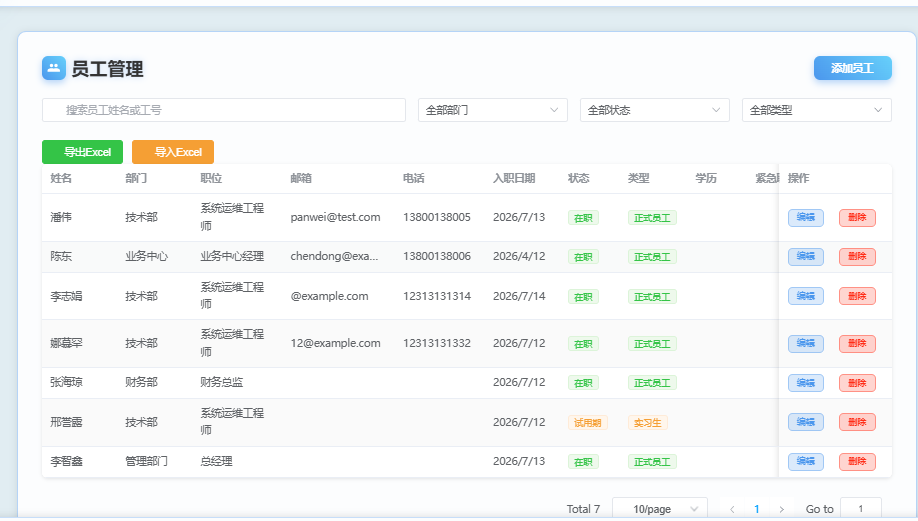 员工管理
添加员工
搜索员工姓名或工号 全部部门 全部状态 全部类型
导出Excel 导入Excel
姓名 部门 职位 邮箱 电话 入职日期 状态 类型 学历 紧急 操作
潘伟 技术部 系统运维工程师 panwei@test.com 13800138005 2026/7/13 在职 正式员工 编辑 删除
陈东 业务中心 业务中心经理 chendong@exa... 13800138006 2026/4/12 在职 正式员工 编辑 删除
李志娟 技术部 系统运维工程师 @example.com 12313131314 2026/7/14 在职 正式员工 编辑 删除
娜慕罕 技术部 系统运维工程师 12@example.com 12313131332 2026/7/12 在职 正式员工 编辑 删除
张海琼 财务部 财务总监 2026/7/12 在职 正式员工 编辑 删除
邢誉露 技术部 系统运维工程师 2026/7/12 试用期 实习生 编辑 删除
李智鑫 管理部门 总经理 2026/7/13 在职 正式员工 编辑 删除
Total 7 10/page 1 Go to 1